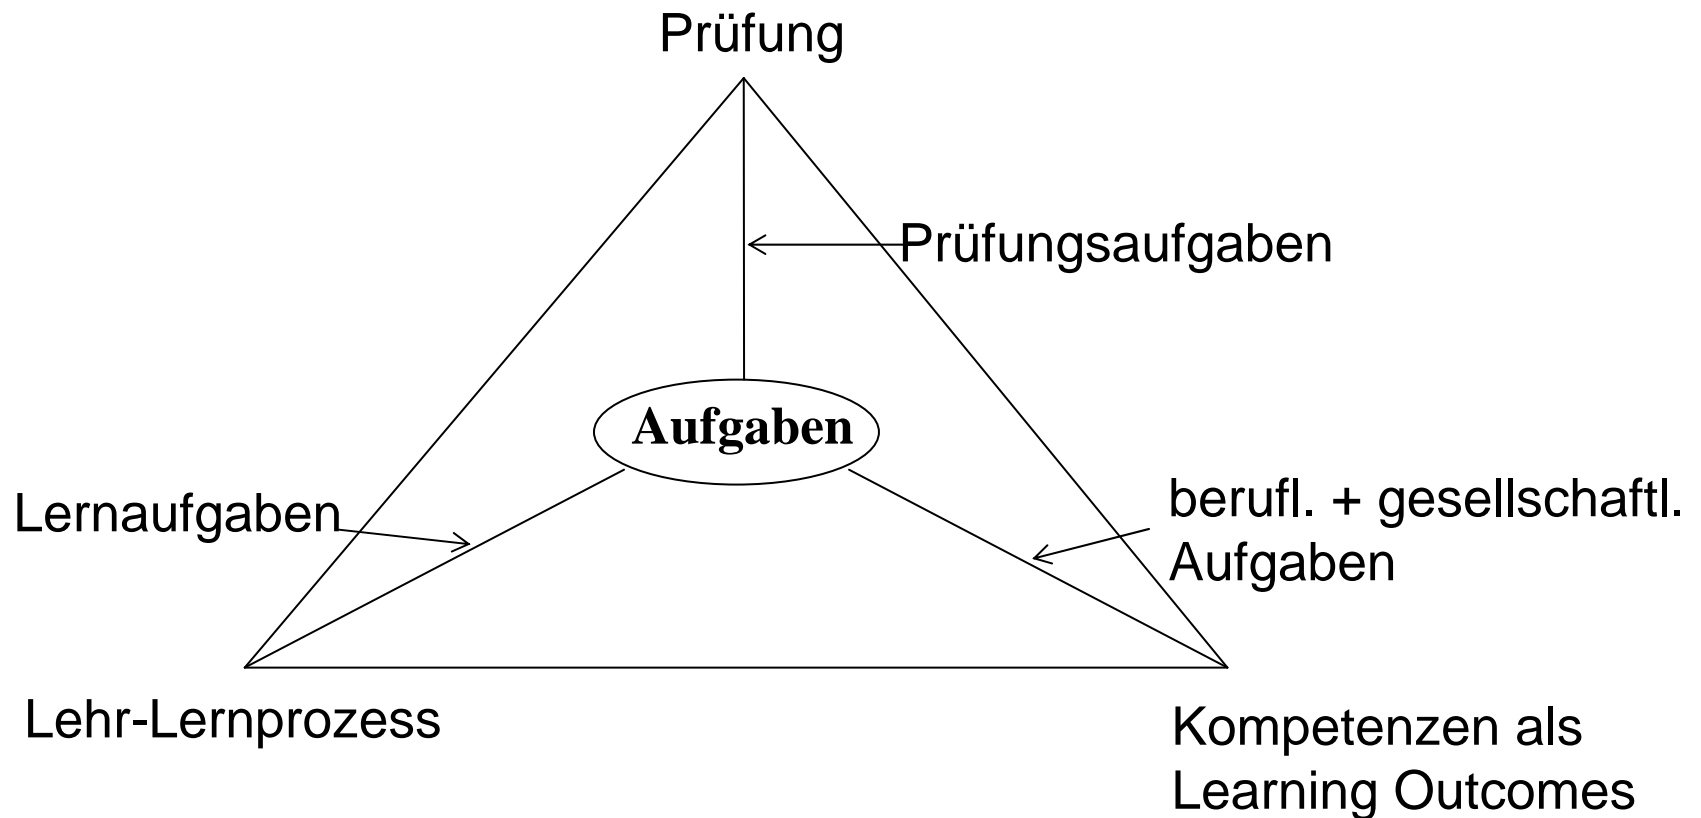 Prüfung
Prüfungsaufgaben
Aufgaben
Lernaufgaben
berufl. + gesellschaftl.
Aufgaben
Lehr-Lernprozess
Kompetenzen als
Learning Outcomes